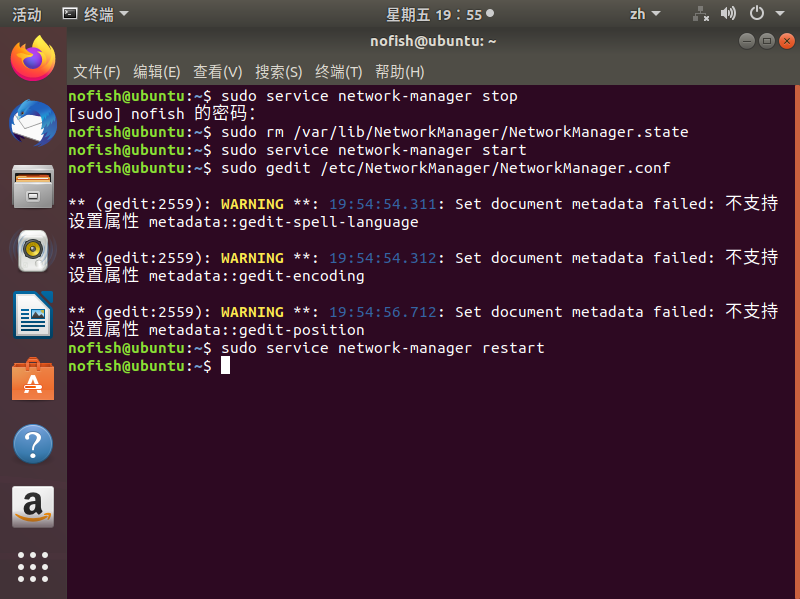 活动 终端 星期五 19：55 zh
nofish@ubuntu: ~
文件(F) 编辑(E) 查看(V) 搜索(S) 终端(T) 帮助(H)
nofish@ubuntu:~$ sudo service network-manager stop
[sudo] nofish 的密码：
nofish@ubuntu:~$ sudo rm /var/lib/NetworkManager/NetworkManager.state
nofish@ubuntu:~$ sudo service network-manager start
nofish@ubuntu:~$ sudo gedit /etc/NetworkManager/NetworkManager.conf
** (gedit:2559): WARNING **: 19:54:54.311: Set document metadata failed: 不支持
设置属性 metadata::gedit-spell-language
** (gedit:2559): WARNING **: 19:54:54.312: Set document metadata failed: 不支持
设置属性 metadata::gedit-encoding
** (gedit:2559): WARNING **: 19:54:56.712: Set document metadata failed: 不支持
设置属性 metadata::gedit-position
nofish@ubuntu:~$ sudo service network-manager restart
nofish@ubuntu:~$